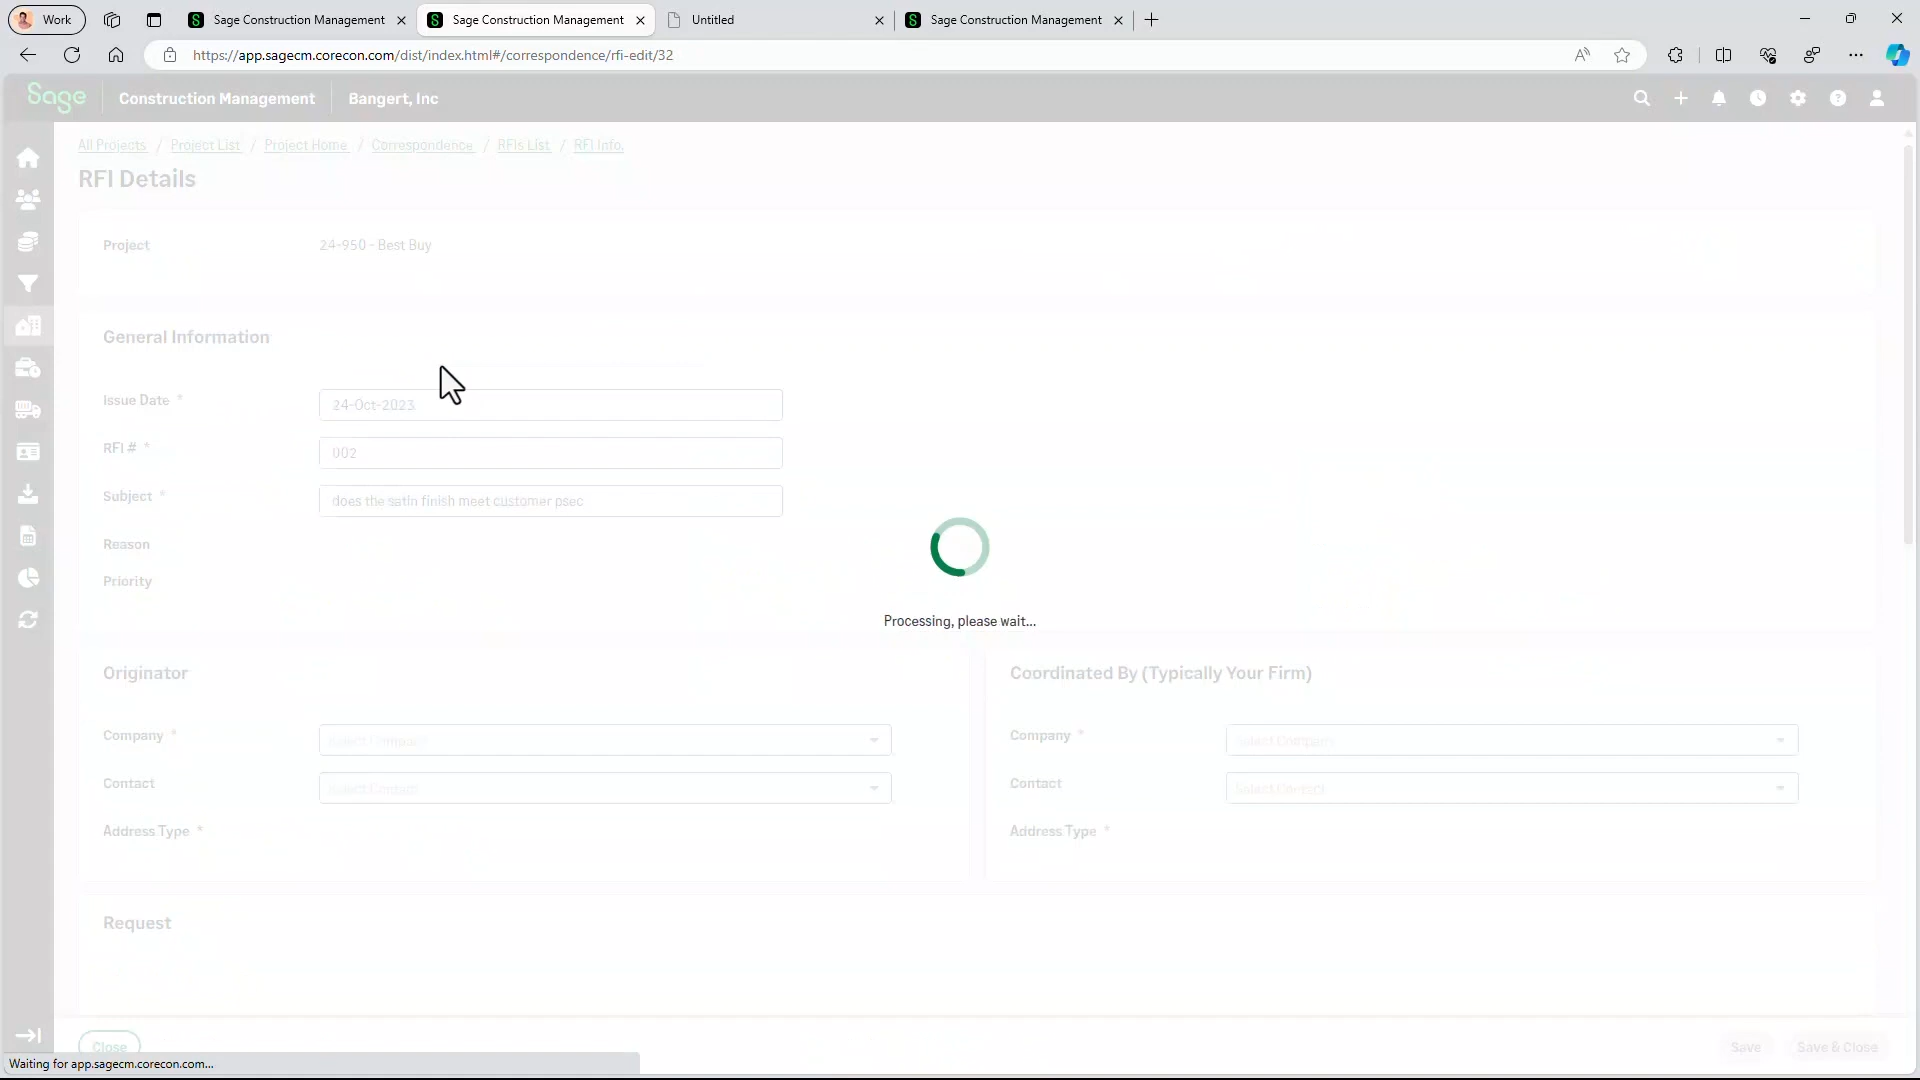 Work
Sage Construction Management
Sage Construction Management
Untitled
Sage Construction Management
https://app.sagecm.corecon.com/dist/index.html#/correspondence/rfi-edit/32
Sage
Construction Management
Bangert, Inc
All Projects / Project List / Project Home / Correspondence / RFIs List / RFI Info.
RFI Details
Project
24-950 - Best Buy
General Information
Issue Date *
24-Oct-2023
RFI # *
002
Subject *
does the satin finish meet customer psec
Reason
Priority
Processing, please wait...
Originator
Company *
Select Company
Contact
Select Contact
Address Type *
Coordinated By (Typically Your Firm)
Company *
Select Company
Contact
Select Contact
Address Type *
Request
Close
Save
Save & Close
Waiting for app.sagecm.corecon.com...